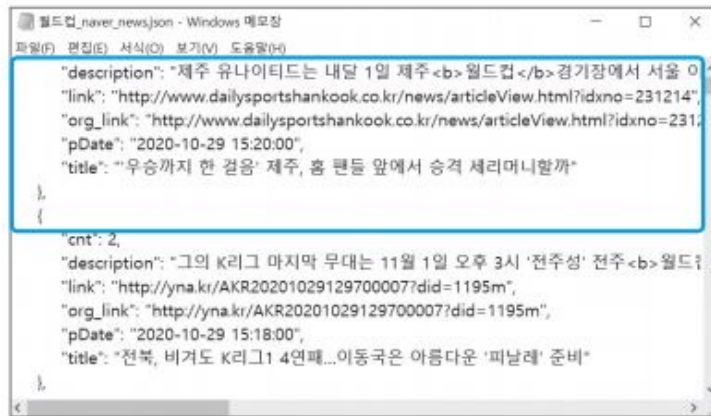 월드컵_naver_news.json - Windows 메모장
파일(F) 편집(E) 서식(O) 보기(V) 도움말(H)
"description": "제주 유나이티드는 내달 1일 제주<b>월드컵</b>경기장에서 서울 이
"link": "http://www.dailysportshankook.co.kr/news/articleView.html?idxno=231214",
"org_link": "http://www.dailysportshankook.co.kr/news/articleView.html?idxno=231
"pDate": "2020-10-29 15:20:00",
"title": "'우승까지 한 걸음' 제주, 홈 팬들 앞에서 승격 세리머니할까"
},
{
"cnt": 2,
"description": "그의 K리그 마지막 무대는 11월 1일 오후 3시 '전주성' 전주<b>월드
"link": "http://yna.kr/AKR20201029129700007?did=1195m",
"org_link": "http://yna.kr/AKR20201029129700007?did=1195m",
"pDate": "2020-10-29 15:18:00",
"title": "전북, 비겨도 K리그1 4연패...이동국은 아름다운 '피날레' 준비"
},